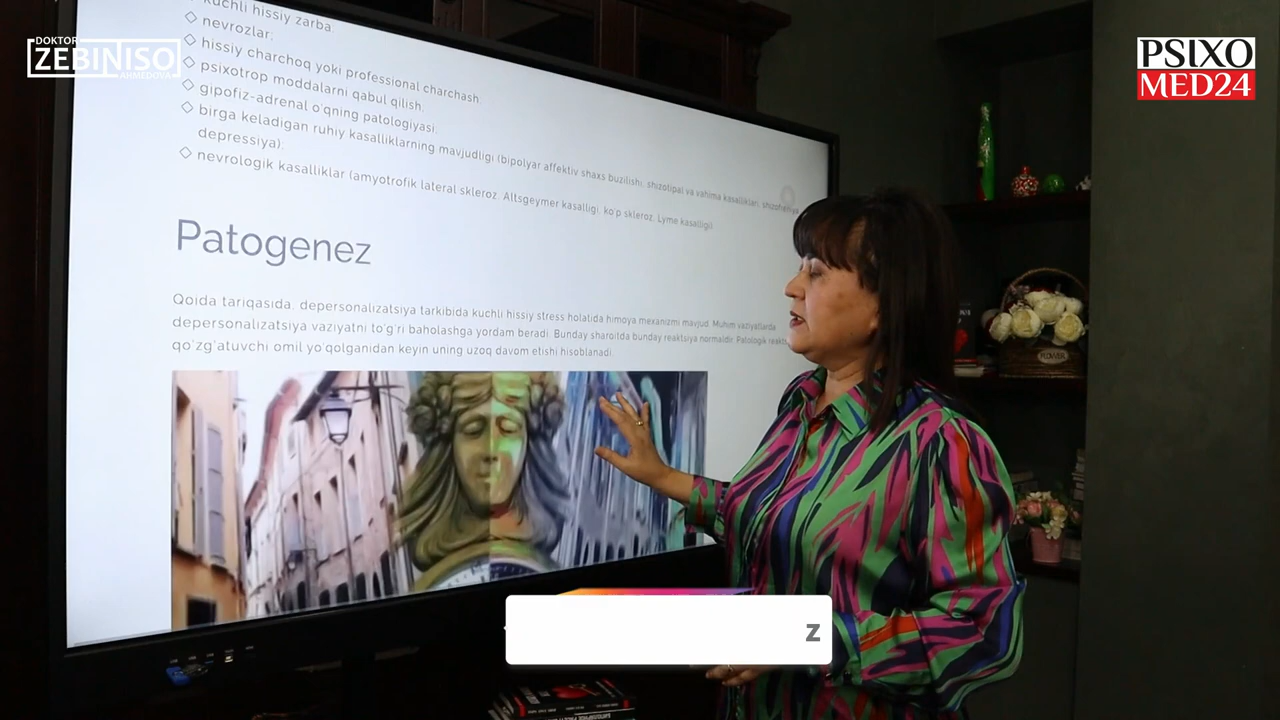 DOKTOR
ZEBINISO
AHMEDOVA
PSIXO
MED24
kuchli hissiy zarba.
◇ nevrozlar;
◇ hissiy charchoq yoki professional charchash;
◇ psixotrop moddalarni qabul qilish;
◇ gipofiz-adrenal o'qning patologiyasi;
◇ birga keladigan ruhiy kasalliklarning mavjudligi (bipolyar affektiv shaxs buzilishi, shizotipal va vahima kasalliklari, shizofreniya,
depressiya);
◇ nevrologik kasalliklar (amyotrofik lateral skleroz, Altsgeymer kasalligi, ko'p skleroz, Lyme kasalligi)
Patogenez
Qoida tariqasida, depersonalizatsiya tarkibida kuchli hissiy stress holatida himoya mexanizmi mavjud. Muhim vaziyatlarda
depersonalizatsiya vaziyatni to'g'ri baholashga yordam beradi. Bunday sharoitda bunday reaktsiya normaldir. Patologik
qo'zg'atuvchi omil yo'qolganidan keyin uning uzoq davom etishi hisoblanadi.
FLOWER
z